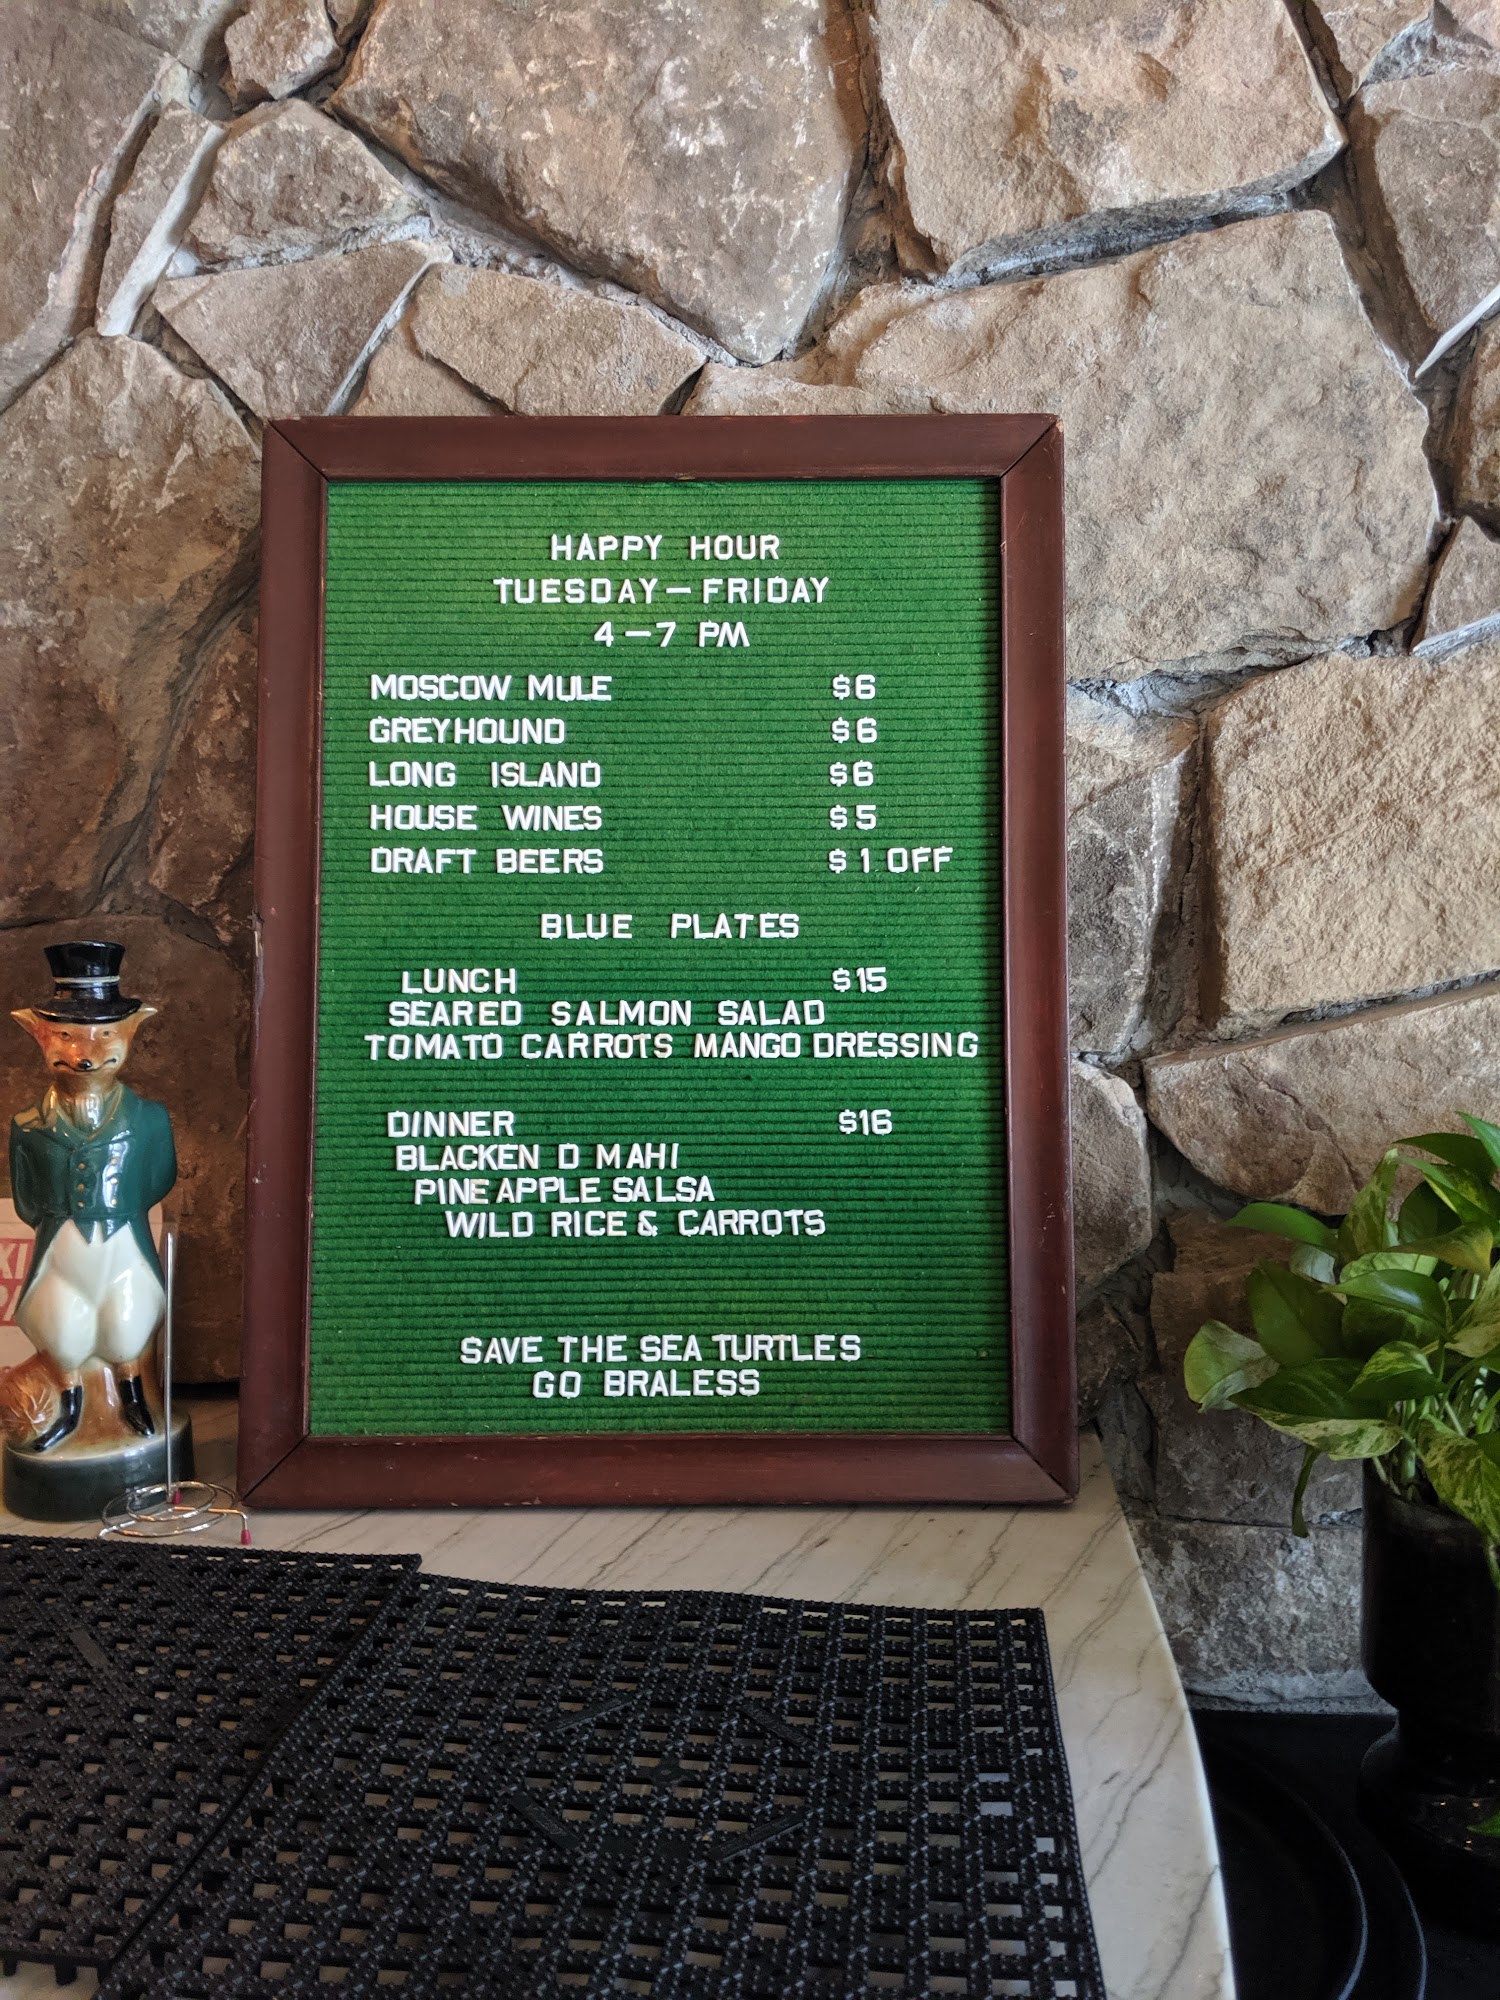 HAPPY HOUR
TUESDAY—FRIDAY
4—7 PM
MOSCOW MULE $6
GREYHOUND $6
LONG ISLAND $6
HOUSE WINES $5
DRAFT BEERS $1 OFF
BLUE PLATES
LUNCH $15
SEARED SALMON SALAD
TOMATO CARROTS MANGO DRESSING
DINNER $16
BLACKEN D MAHI
PINEAPPLE SALSA
WILD RICE & CARROTS
SAVE THE SEA TURTLES
GO BRALESS